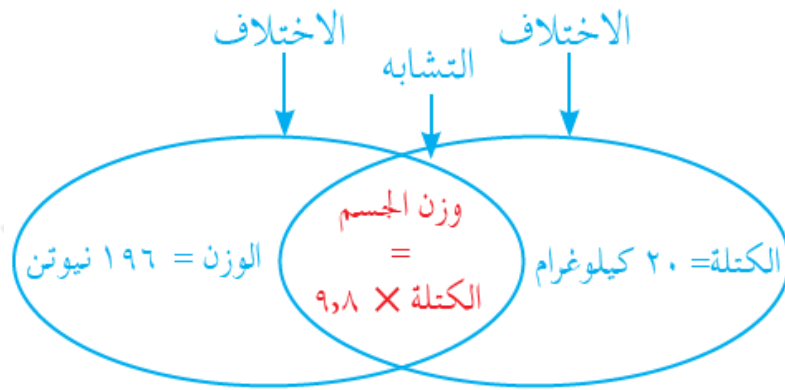 الاختلاف
التشابه
الاختلاف
الكتلة= ٢٠ كيلوغرام
وزن الجسم
=
الكتلة × ٩,٨
الوزن = ١٩٦ نيوتن